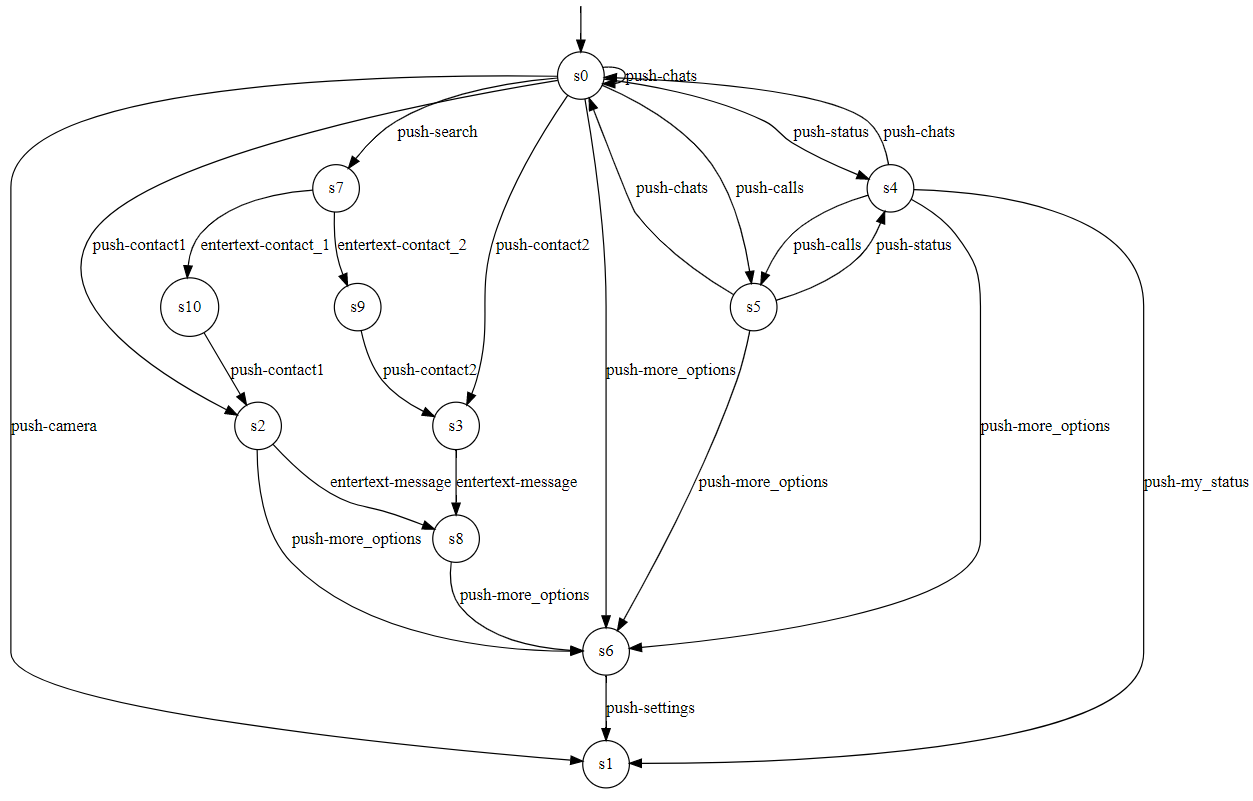 s0
push-chats
push-search
push-status
push-chats
s7
push-chats
push-calls
s4
push-contact1
entertext-contact_1
entertext-contact_2
push-contact2
push-calls
push-status
s10
s9
s5
push-contact1
push-contact2
push-more_options
push-camera
s2
s3
push-more_options
entertext-message
entertext-message
push-more_options
push-my_status
push-more_options
s8
push-more_options
s6
push-settings
s1